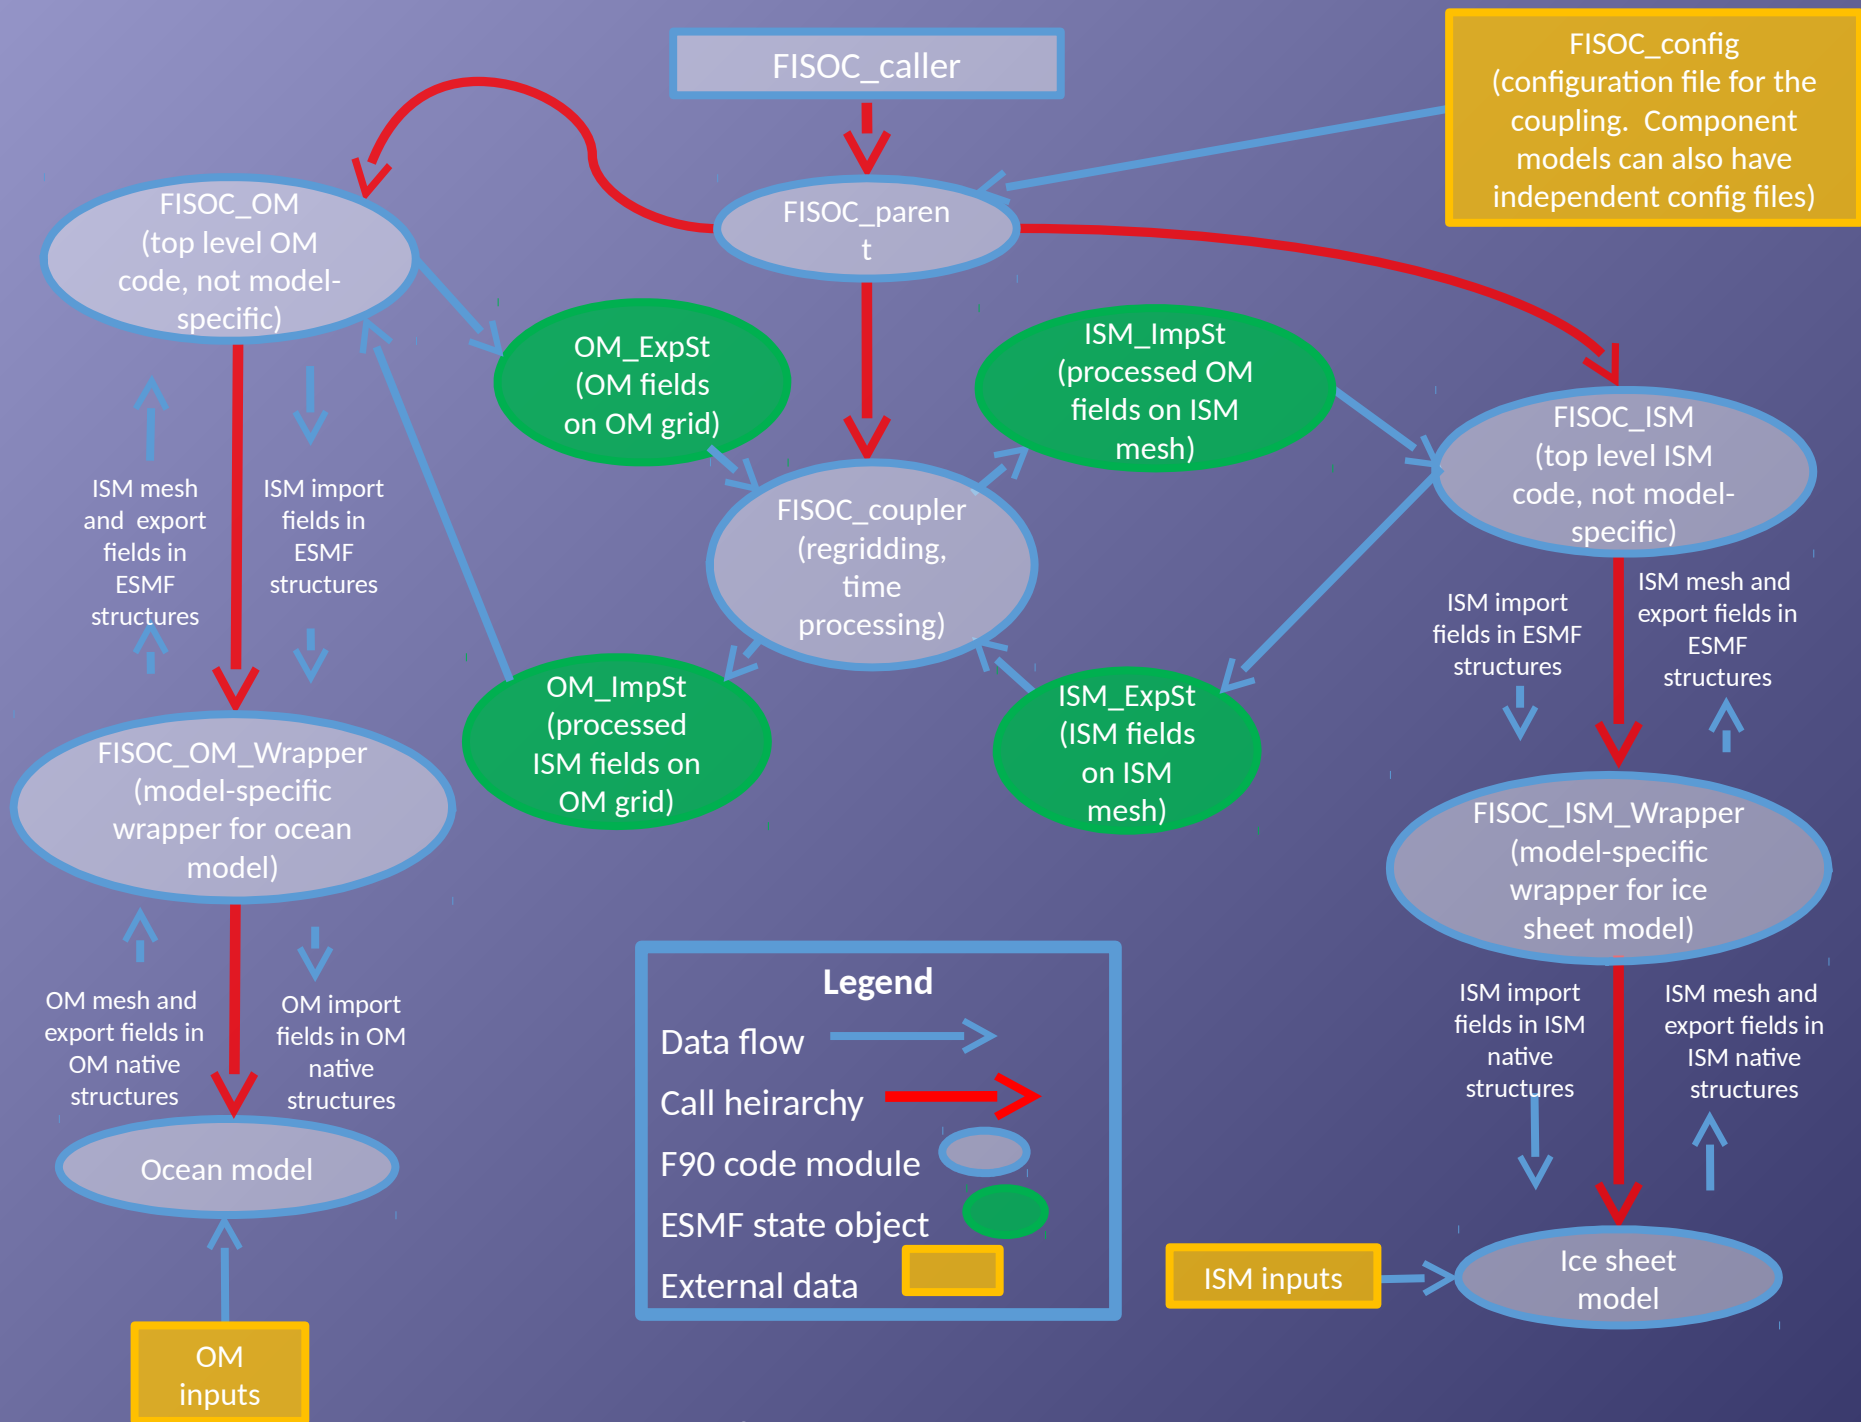 FISOC_caller
FISOC_config
(configuration file for the
coupling.  Component
models can also have
independent config files)
FISOC_OM
(top level OM
code, not model-
specific)
FISOC_paren
t
OM_ExpSt
(OM fields
on OM grid)
ISM_ImpSt
(processed OM
fields on ISM
mesh)
FISOC_ISM
(top level ISM
code, not model-
specific)
ISM mesh
and  export
fields in
ESMF
structures
ISM import
fields in
ESMF
structures
FISOC_coupler
(regridding,
time
processing)
ISM import
fields in ESMF
structures
ISM mesh and
export fields in
ESMF
structures
OM_ImpSt
(processed
ISM fields on
OM grid)
ISM_ExpSt
(ISM fields
on ISM
mesh)
FISOC_OM_Wrapper
(model-specific
wrapper for ocean
model)
FISOC_ISM_Wrapper
(model-specific
wrapper for ice
sheet model)
OM mesh and
export fields in
OM native
structures
OM import
fields in OM
native
structures
Legend
Data flow
Call heirarchy
F90 code module
ESMF state object
External data
ISM import
fields in ISM
native
structures
ISM mesh and
export fields in
ISM native
structures
Ocean model
ISM inputs
Ice sheet
model
OM
inputs